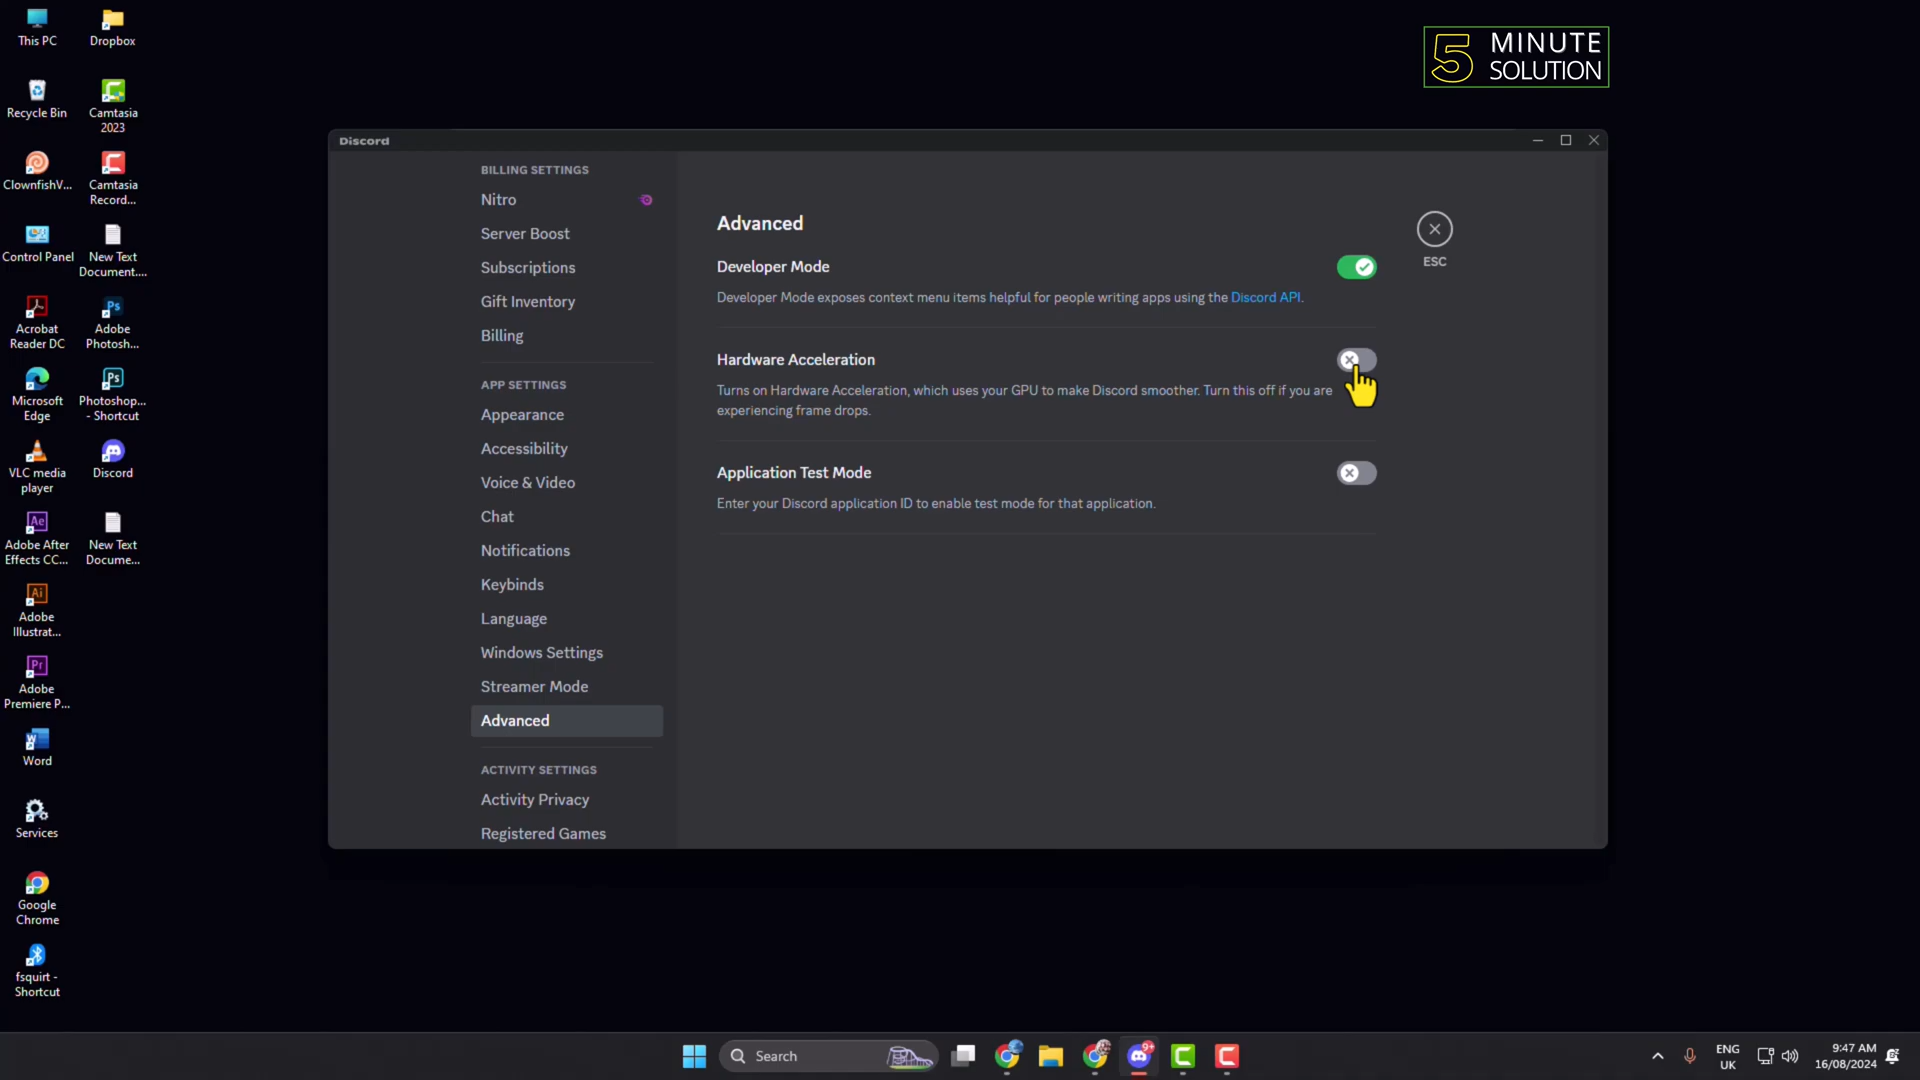 This PC
Dropbox
Recycle Bin
Camtasia
2023
ClownfishV...
Camtasia
Record...
Control Panel
New Text
Document....
Acrobat
Reader DC
Adobe
Photosh...
Microsoft
Edge
Photoshop...
- Shortcut
VLC media
player
Discord
Adobe After
Effects CC...
New Text
Docume...
Adobe
Illustrat...
Adobe
Premiere P...
Word
Services
Google
Chrome
fsquirt -
Shortcut
5 MINUTE
SOLUTION
Discord
BILLING SETTINGS
Nitro
Server Boost
Subscriptions
Gift Inventory
Billing
APP SETTINGS
Appearance
Accessibility
Voice & Video
Chat
Notifications
Keybinds
Language
Windows Settings
Streamer Mode
Advanced
ACTIVITY SETTINGS
Activity Privacy
Registered Games
Advanced
Developer Mode
Developer Mode exposes context menu items helpful for people writing apps using the Discord API.
Hardware Acceleration
Turns on Hardware Acceleration, which uses your GPU to make Discord smoother. Turn this off if you are
experiencing frame drops.
Application Test Mode
Enter your Discord application ID to enable test mode for that application.
ESC
Search
9+
ENG
UK
9:47 AM
16/08/2024